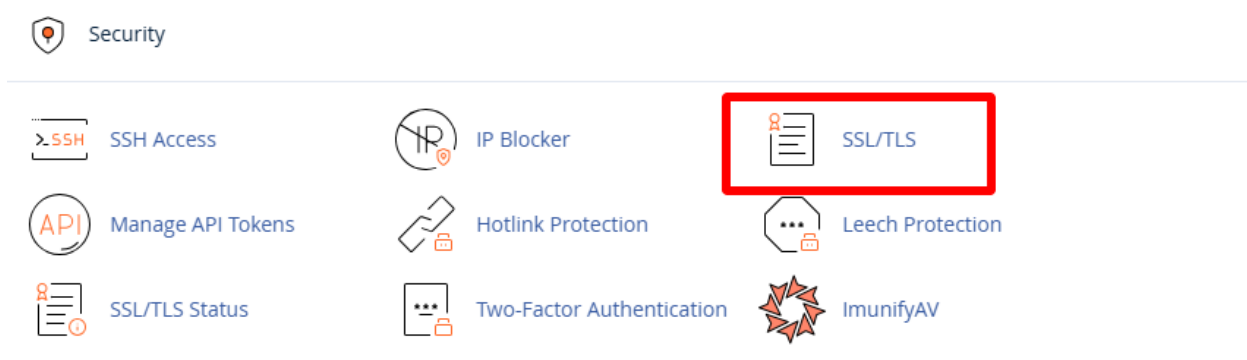 Security
>_SSH SSH Access
IP IP Blocker
SSL/TLS
API Manage API Tokens
Hotlink Protection
*** Leech Protection
SSL/TLS Status
*** Two-Factor Authentication
ImunifyAV